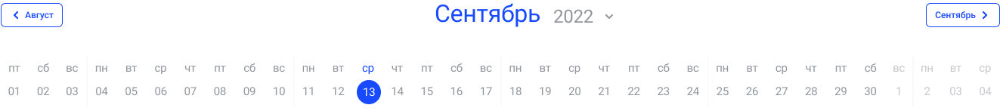 Август
Сентябрь 2022
Сентябрь
пт сб вс пн вт ср чт пт сб вс пн вт ср чт пт сб вс пн вт ср чт пт сб вс пн вт ср чт пт сб вс пн вт ср
01 02 03 04 05 06 07 08 09 10 11 12 13 14 15 16 17 18 19 20 21 22 23 24 25 26 27 28 29 30 1 2 03 04